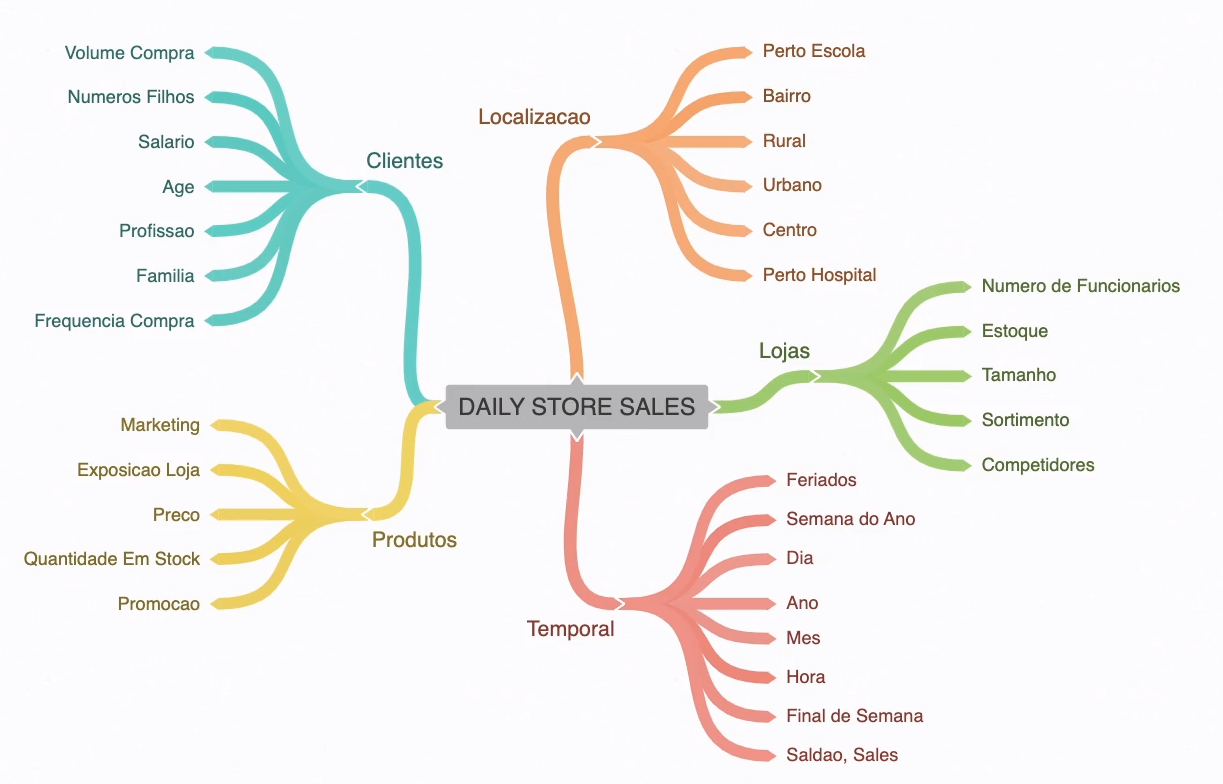 DAILY STORE SALES
Clientes
Volume Compra
Numeros Filhos
Salario
Age
Profissao
Familia
Frequencia Compra
Produtos
Marketing
Exposicao Loja
Preco
Quantidade Em Stock
Promocao
Localizacao
Perto Escola
Bairro
Rural
Urbano
Centro
Perto Hospital
Lojas
Numero de Funcionarios
Estoque
Tamanho
Sortimento
Competidores
Temporal
Feriados
Semana do Ano
Dia
Ano
Mes
Hora
Final de Semana
Saldao, Sales